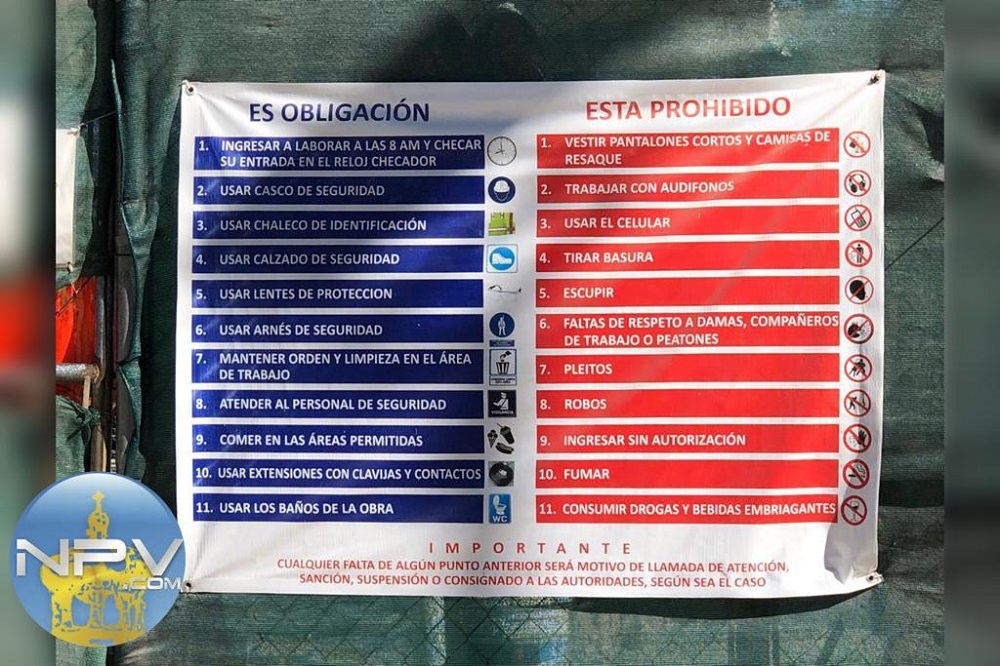 ES OBLIGACIÓN
1. INGRESAR A LABORAR A LAS 8 AM Y CHECAR
SU ENTRADA EN EL RELOJ CHECADOR
2. USAR CASCO DE SEGURIDAD
3. USAR CHALECO DE IDENTIFICACIÓN
4. USAR CALZADO DE SEGURIDAD
5. USAR LENTES DE PROTECCION
6. USAR ARNÉS DE SEGURIDAD
7. MANTENER ORDEN Y LIMPIEZA EN EL ÁREA
DE TRABAJO
8. ATENDER AL PERSONAL DE SEGURIDAD
VIGILANCIA
9. COMER EN LAS ÁREAS PERMITIDAS
10. USAR EXTENSIONES CON CLAVIJAS Y CONTACTOS
11. USAR LOS BAÑOS DE LA OBRA
WC
ESTA PROHIBIDO
1. VESTIR PANTALONES CORTOS Y CAMISAS DE
RESAQUE
2. TRABAJAR CON AUDIFONOS
3. USAR EL CELULAR
4. TIRAR BASURA
5. ESCUPIR
6. FALTAS DE RESPETO A DAMAS, COMPAÑEROS
DE TRABAJO O PEATONES
7. PLEITOS
8. ROBOS
9. INGRESAR SIN AUTORIZACIÓN
10. FUMAR
11. CONSUMIR DROGAS Y BEBIDAS EMBRIAGANTES
IMPORTANTE
CUALQUIER FALTA DE ALGÚN PUNTO ANTERIOR SERÁ MOTIVO DE LLAMADA DE ATENCIÓN,
SANCIÓN, SUSPENSIÓN O CONSIGNADO A LAS AUTORIDADES, SEGÚN SEA EL CASO
NPV
.COM